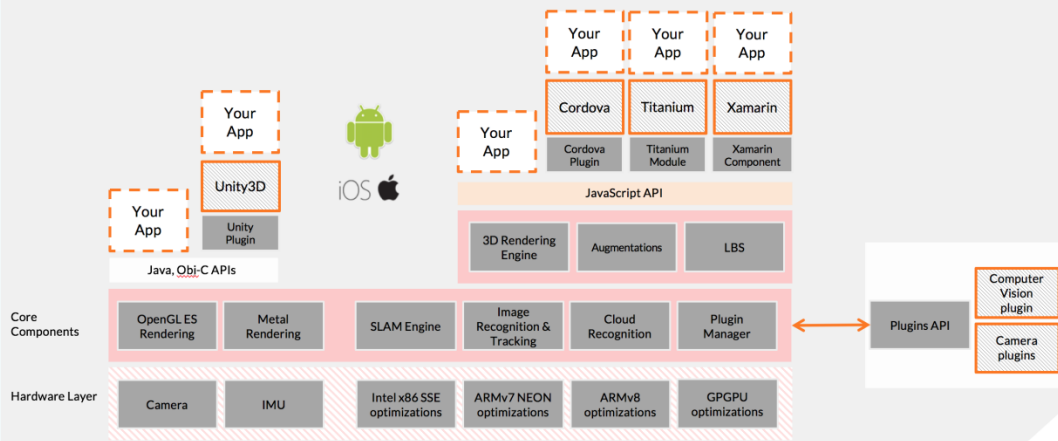 Your
App
Your
App
Your
App
Cordova
Titanium
Xamarin
Your
App
Your
App
Cordova
Plugin
Titanium
Module
Xamarin
Component
Unity3D
iOS
JavaScript API
Your
App
Unity
Plugin
3D Rendering
Engine
Augmentations
LBS
Java, Obj-C APIs
Core
Components
OpenGL ES
Rendering
Metal
Rendering
SLAM Engine
Image
Recognition &
Tracking
Cloud
Recognition
Plugin
Manager
Plugins API
Computer
Vision
plugin
Camera
plugins
Hardware Layer
Camera
IMU
Intel x86 SSE
optimizations
ARMv7 NEON
optimizations
ARMv8
optimizations
GPGPU
optimizations